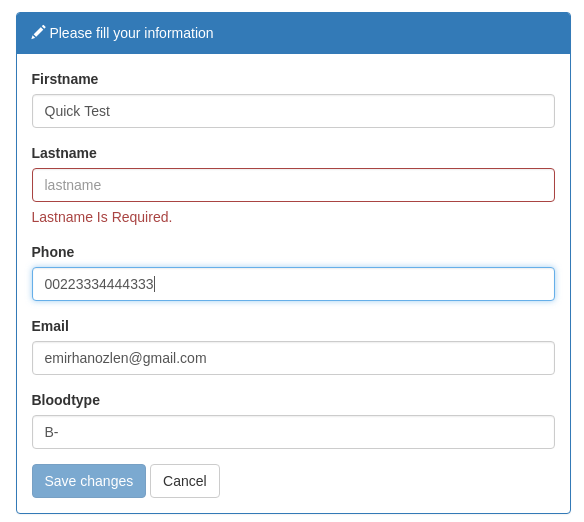 Please fill your information
Firstname
Quick Test
Lastname
lastname
Lastname Is Required.
Phone
00223334444333
Email
emirhanozlen@gmail.com
Bloodtype
B-
Save changes Cancel